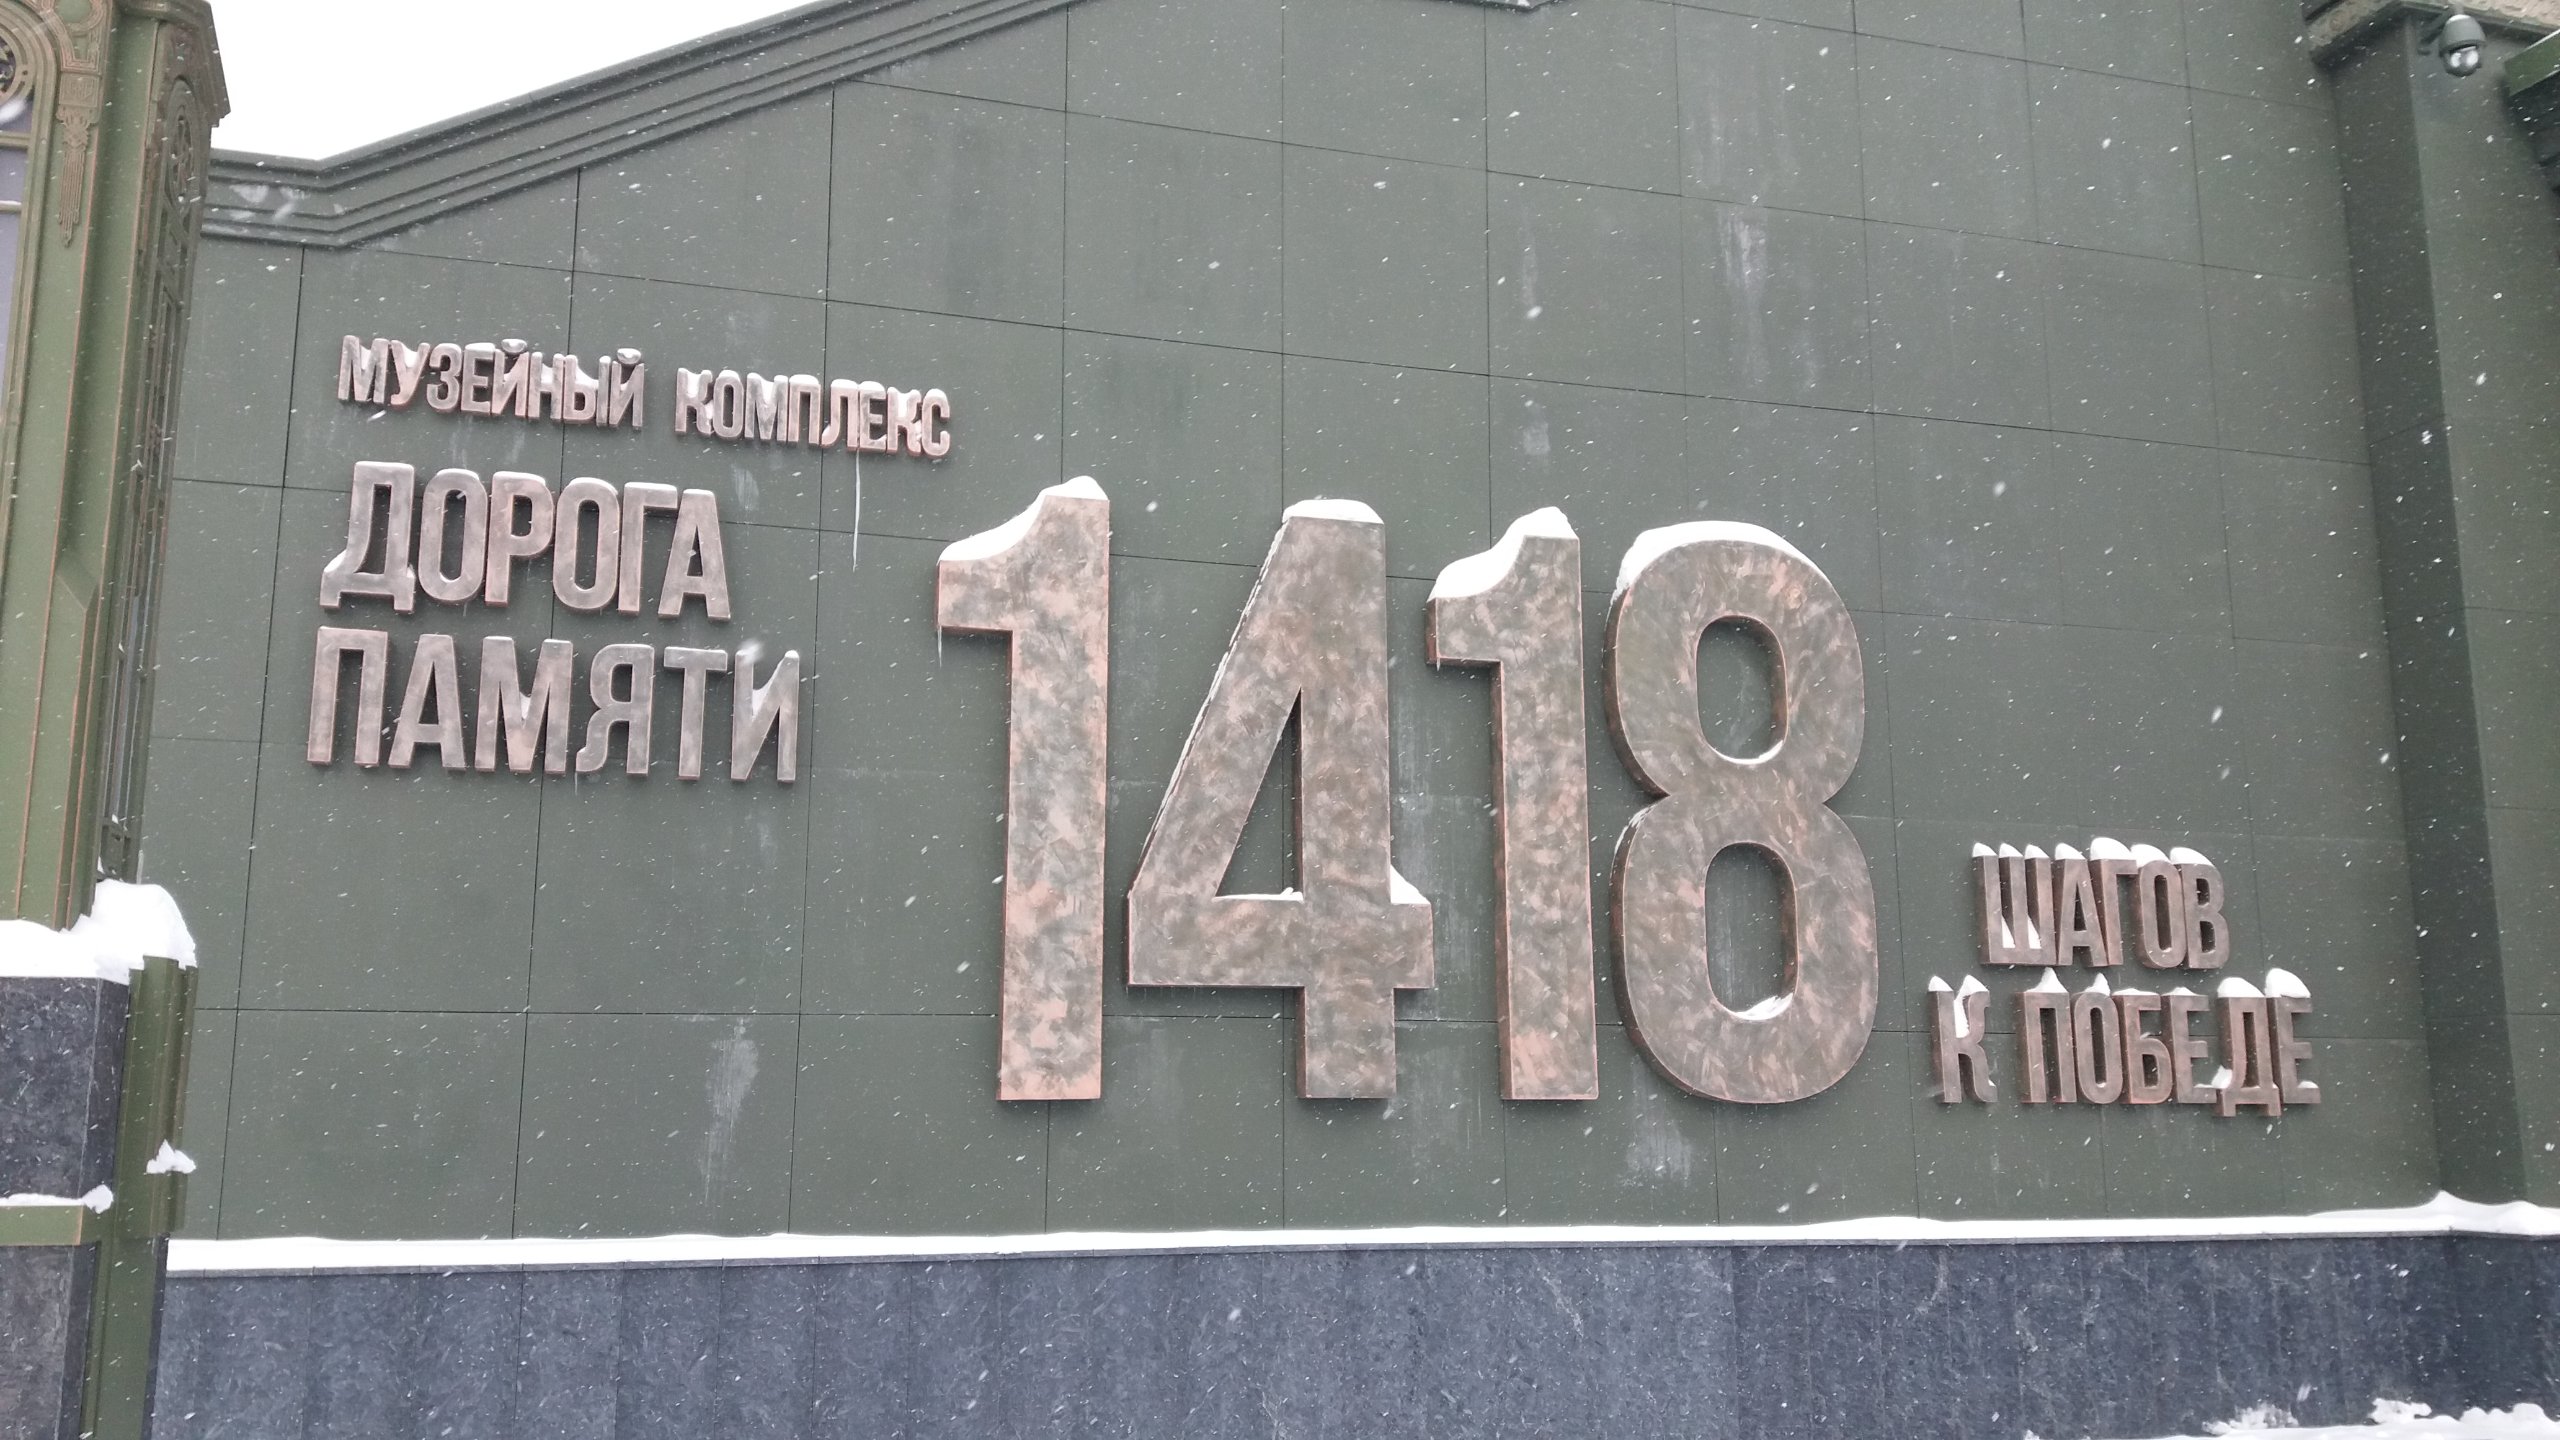 МУЗЕЙНЫЙ КОМПЛЕКС
ДОРОГА
ПАМЯТИ
1418
ШАГОВ
К ПОБЕДЕ